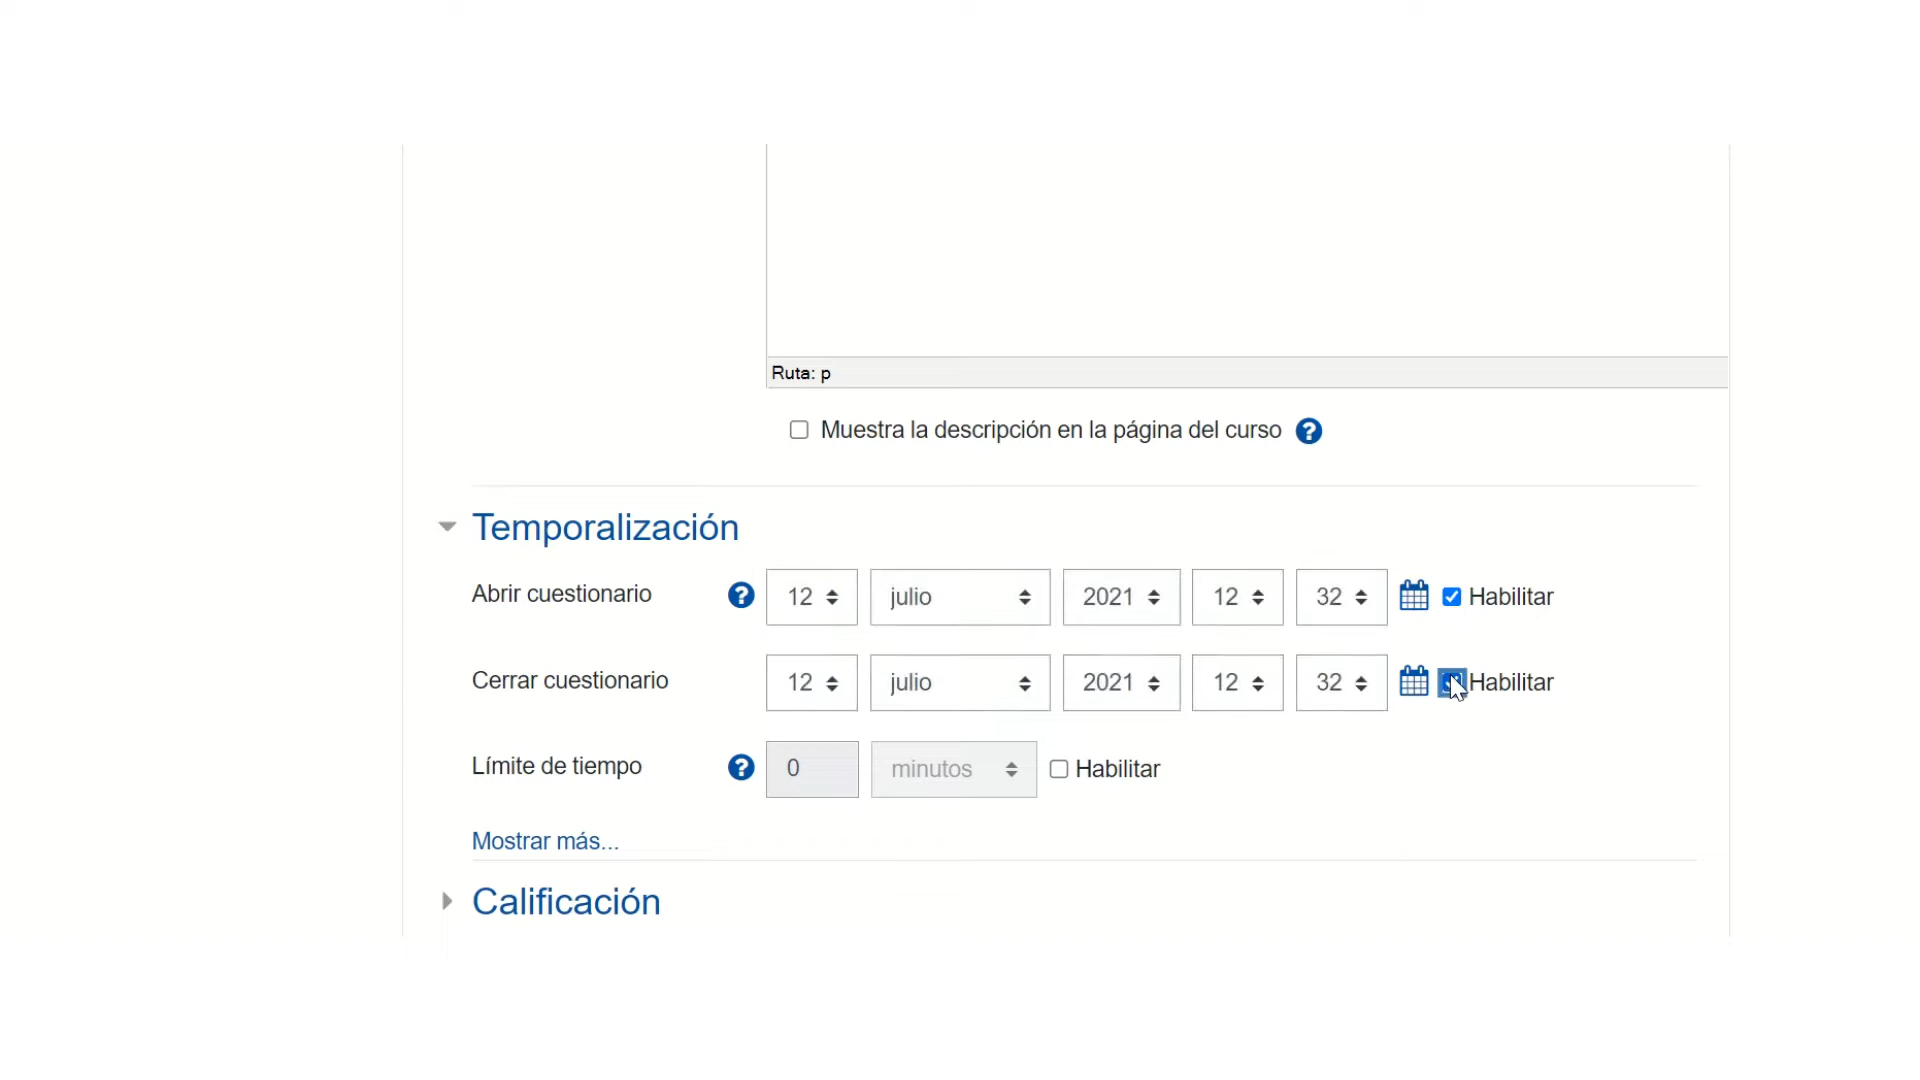 Ruta: p
Muestra la descripción en la página del curso
Temporalización
Abrir cuestionario 12 julio 2021 12 32 Habilitar
Cerrar cuestionario 12 julio 2021 12 32 Habilitar
Límite de tiempo 0 minutos Habilitar
Mostrar más...
Calificación